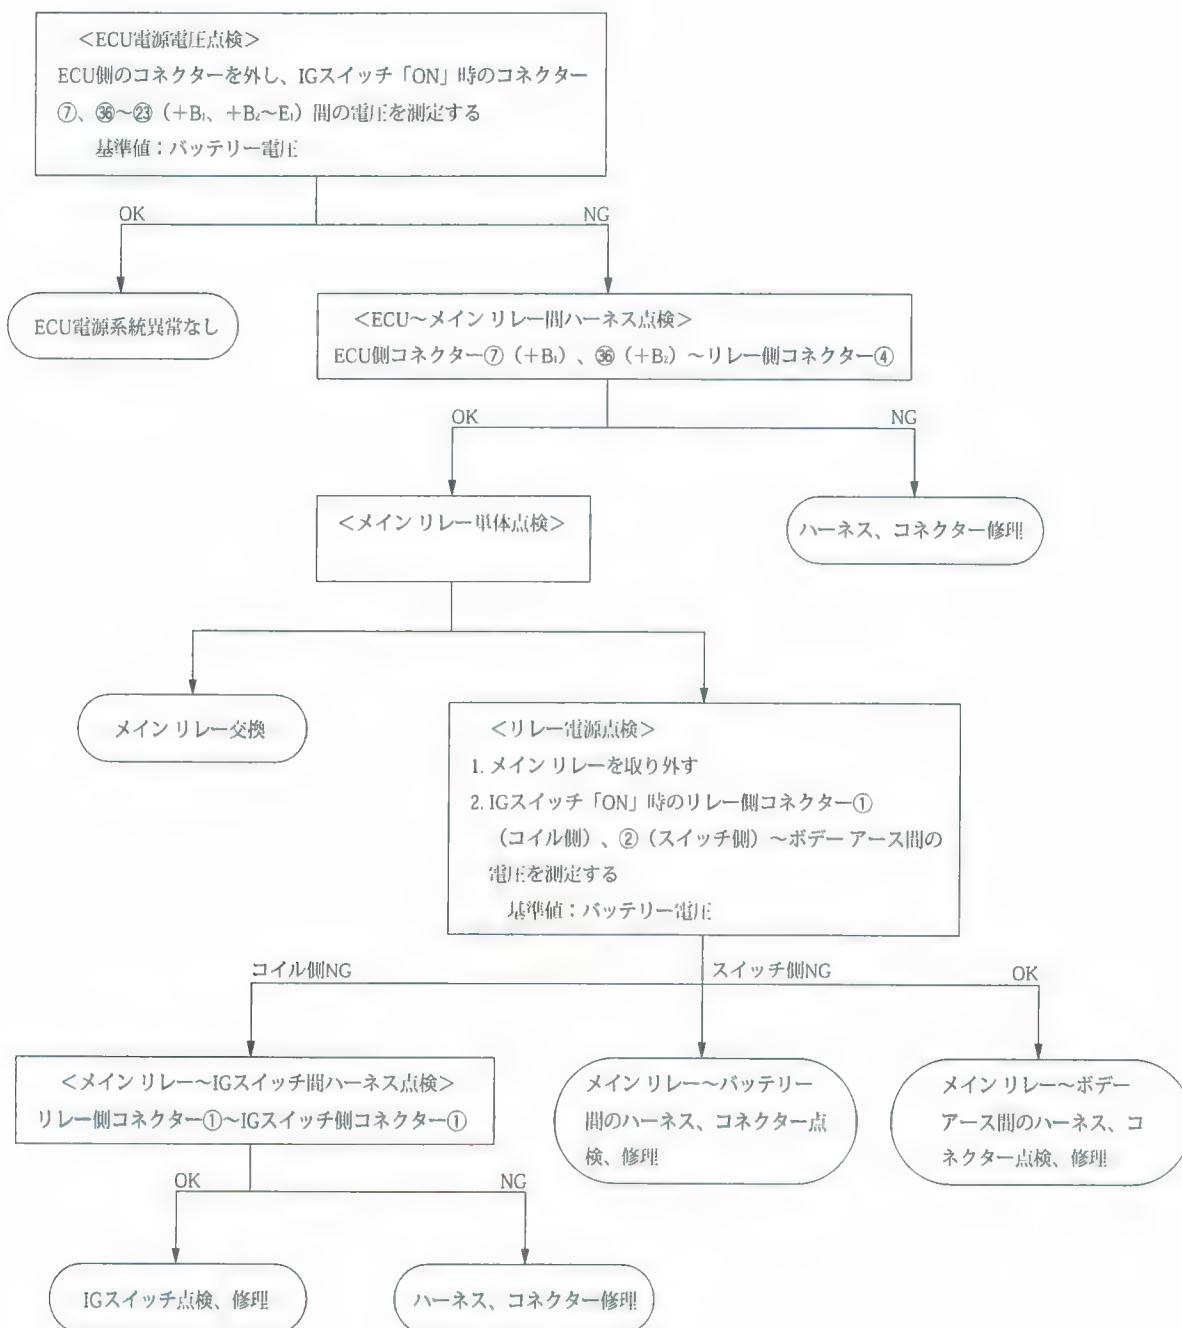 <ECU電源電圧点検>
ECU側のコネクターを外し、IGスイッチ「ON」時のコネクター
⑦、㊱～㉓(+B₁、+B₂～E₁)間の電圧を測定する
基準値：バッテリー電圧
OK
NG
ECU電源系統異常なし
<ECU～メイン リレー間ハーネス点検>
ECU側コネクター⑦(+B₁)、㊱(+B₂)～リレー側コネクター④
OK
NG
<メイン リレー単体点検>
ハーネス、コネクター修理
メイン リレー交換
<リレー電源点検>
1. メイン リレーを取り外す
2. IGスイッチ「ON」時のリレー側コネクター①
(コイル側)、②(スイッチ側)～ボデー アース間の
電圧を測定する
基準値：バッテリー電圧
コイル側NG
スイッチ側NG
OK
<メイン リレー～IGスイッチ間ハーネス点検>
リレー側コネクター①～IGスイッチ側コネクター①
メイン リレー～バッテリー
間のハーネス、コネクター点
検、修理
メイン リレー～ボデー
アース間のハーネス、コ
ネクター点検、修理
OK
NG
IGスイッチ点検、修理
ハーネス、コネクター修理